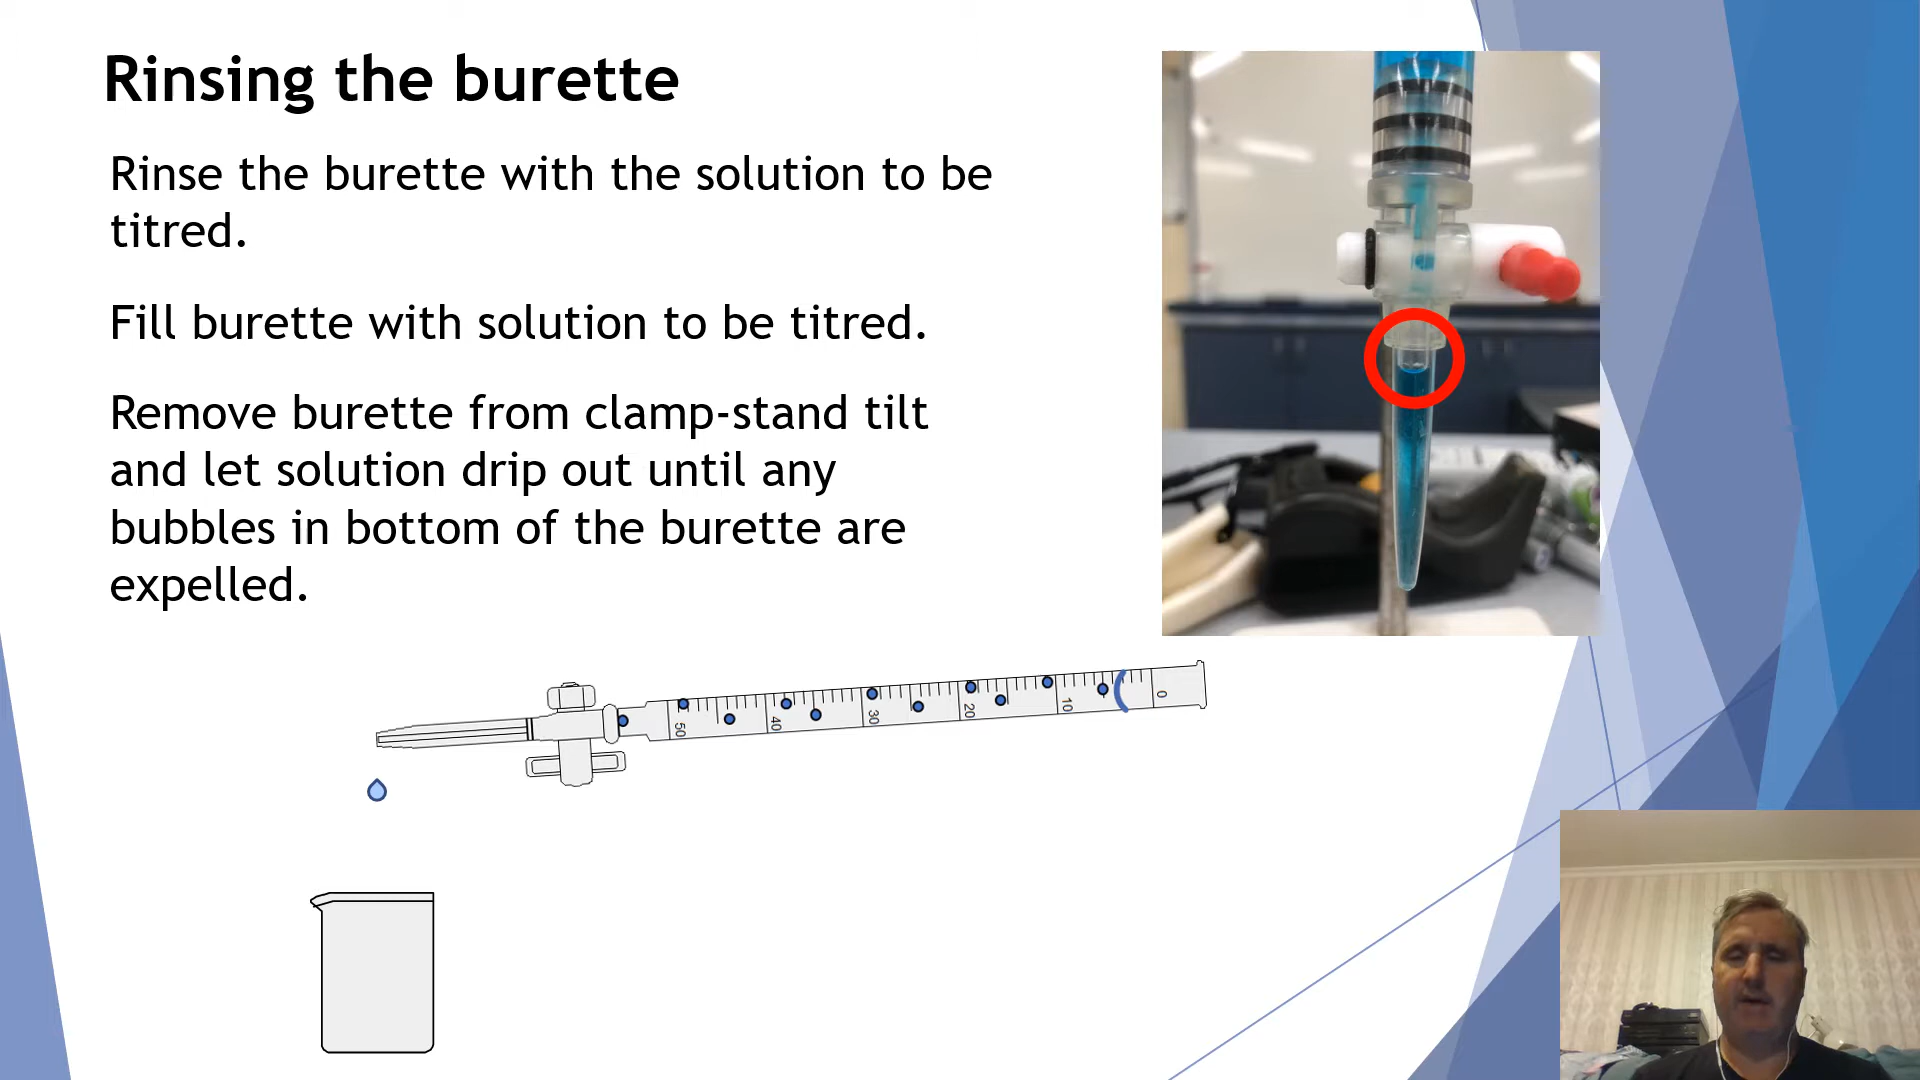 Rinsing the burette
Rinse the burette with the solution to be
titred.
Fill burette with solution to be titred.
Remove burette from clamp-stand tilt
and let solution drip out until any
bubbles in bottom of the burette are
expelled.
50 40 30 20 10 0